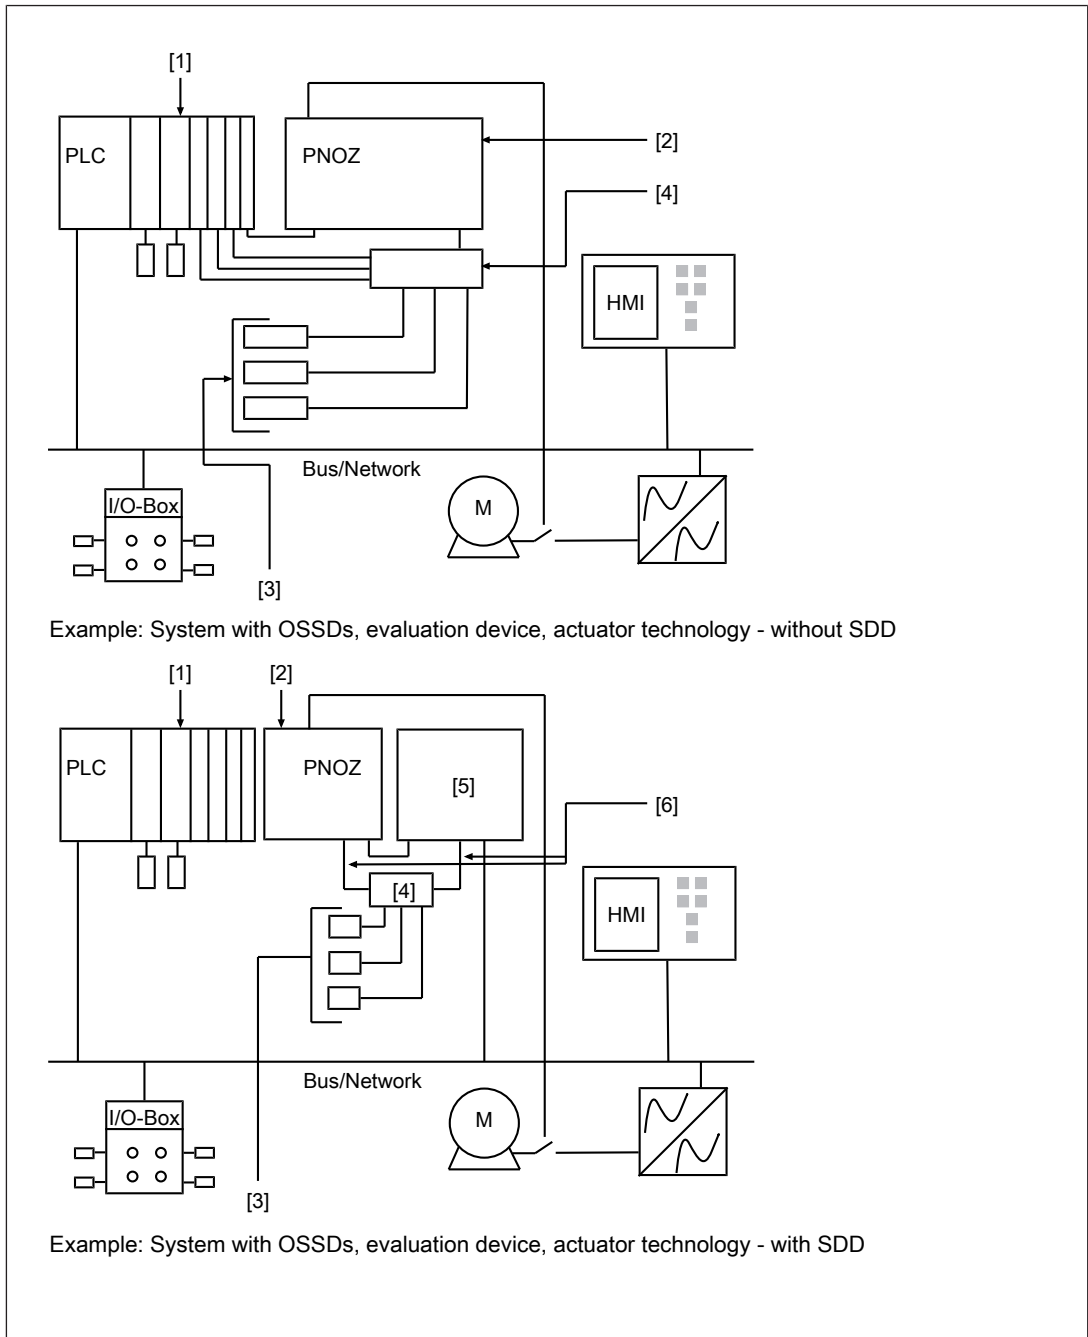 [1]
PLC
PNOZ
[2]
[4]
HMI
Bus/Network
I/O-Box
M
[3]
Example: System with OSSDs, evaluation device, actuator technology - without SDD
[1]
[2]
PLC
PNOZ
[5]
[6]
[4]
HMI
Bus/Network
I/O-Box
M
[3]
Example: System with OSSDs, evaluation device, actuator technology - with SDD